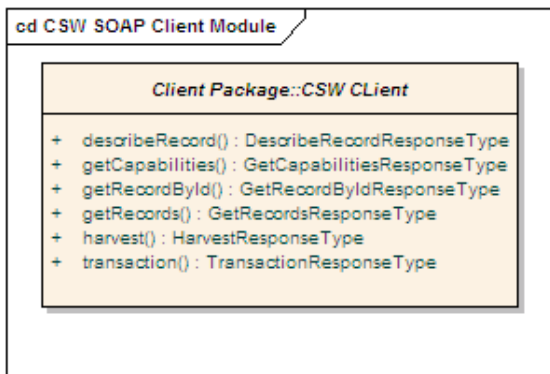 cd CSW SOAP Client Module
Client Package::CSW CLient
+ describeRecord() : DescribeRecordResponseType
+ getCapabilities() : GetCapabilitiesResponseType
+ getRecordById() : GetRecordByIdResponseType
+ getRecords() : GetRecordsResponseType
+ harvest() : HarvestResponseType
+ transaction() : TransactionResponseType